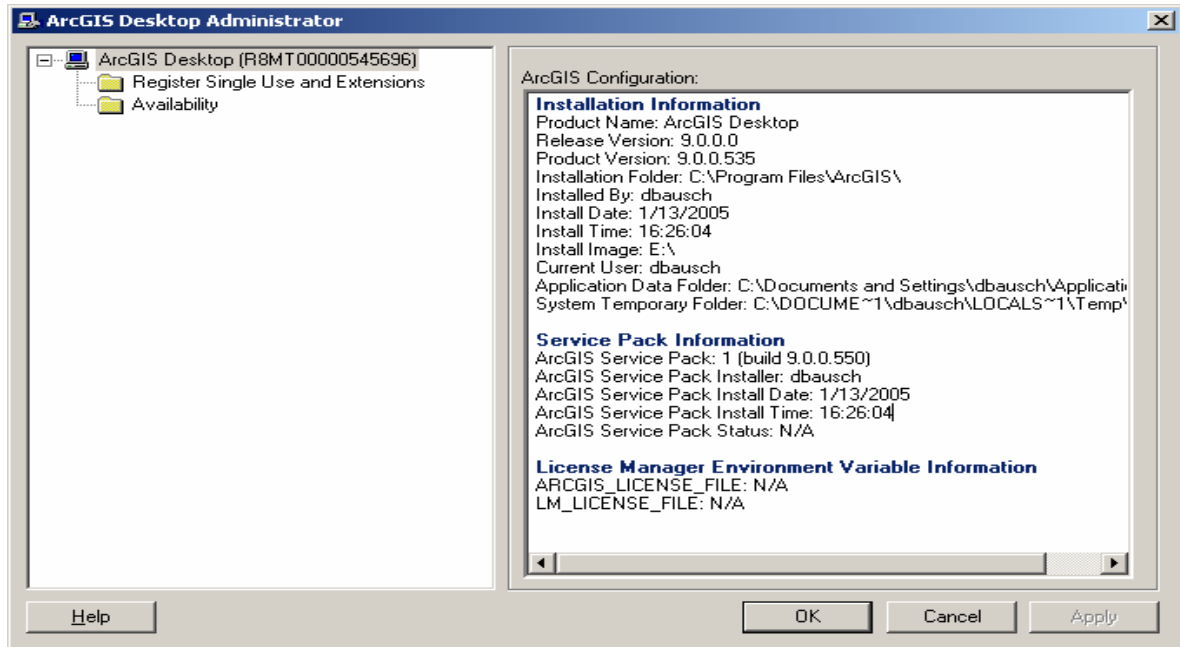 ArcGIS Desktop Administrator
ArcGIS Desktop (R8MT00000545696)
Register Single Use and Extensions
Availability
ArcGIS Configuration:
Installation Information
Product Name: ArcGIS Desktop
Release Version: 9.0.0.0
Product Version: 9.0.0.535
Installation Folder: C:\Program Files\ArcGIS\
Installed By: dbausch
Install Date: 1/13/2005
Install Time: 16:26:04
Install Image: E:\
Current User: dbausch
Application Data Folder: C:\Documents and Settings\dbausch\Applicati
System Temporary Folder: C:\DOCUME~1\dbausch\LOCALS~1\Temp\
Service Pack Information
ArcGIS Service Pack: 1 (build 9.0.0.550)
ArcGIS Service Pack Installer: dbausch
ArcGIS Service Pack Install Date: 1/13/2005
ArcGIS Service Pack Install Time: 16:26:04
ArcGIS Service Pack Status: N/A
License Manager Environment Variable Information
ARCGIS_LICENSE_FILE: N/A
LM_LICENSE_FILE: N/A
Help
OK
Cancel
Apply